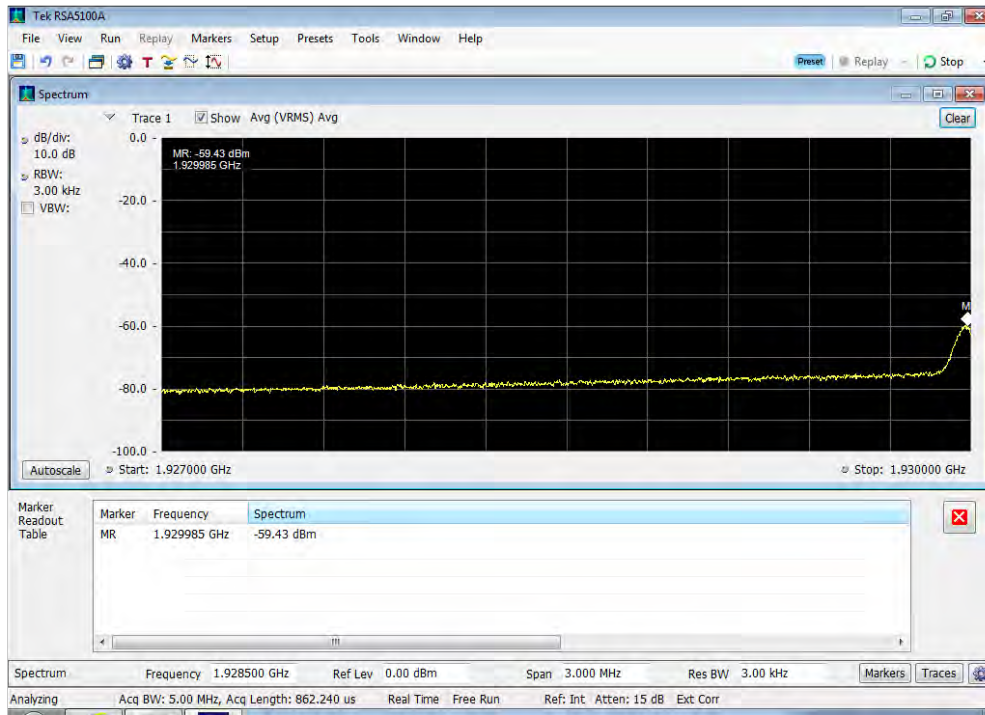 Tek RSA5100A
File View Run Replay Markers Setup Presets Tools Window Help
T
Preset Replay Stop
Spectrum
Trace 1 Show Avg (VRMS) Avg
Clear
dB/div:
10.0 dB
RBW:
3.00 kHz
VBW:
0.0
-20.0
-40.0
-60.0
-80.0
-100.0
MR: -59.43 dBm
1.929985 GHz
M
Autoscale
Start: 1.927000 GHz
Stop: 1.930000 GHz
Marker
Readout
Table
Marker Frequency Spectrum
MR 1.929985 GHz -59.43 dBm
Spectrum Frequency 1.928500 GHz Ref Lev 0.00 dBm Span 3.000 MHz Res BW 3.00 kHz Markers Traces
Analyzing Acq BW: 5.00 MHz, Acq Length: 862.240 us Real Time Free Run Ref: Int Atten: 15 dB Ext Corr